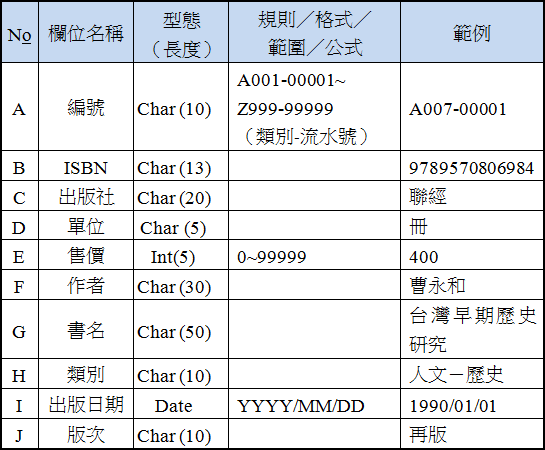 No 欄位名稱 型態（長度） 規則／格式／範圍／公式 範例
A 編號 Char (10) A001-00001~
Z999-99999
（類別-流水號） A007-00001
B ISBN Char (13) 9789570806984
C 出版社 Char (20) 聯經
D 單位 Char (5) 冊
E 售價 Int(5) 0~99999 400
F 作者 Char (30) 曹永和
G 書名 Char (50) 台灣早期歷史
研究
H 類別 Char (10) 人文－歷史
I 出版日期 Date YYYY/MM/DD 1990/01/01
J 版次 Char (10) 再版